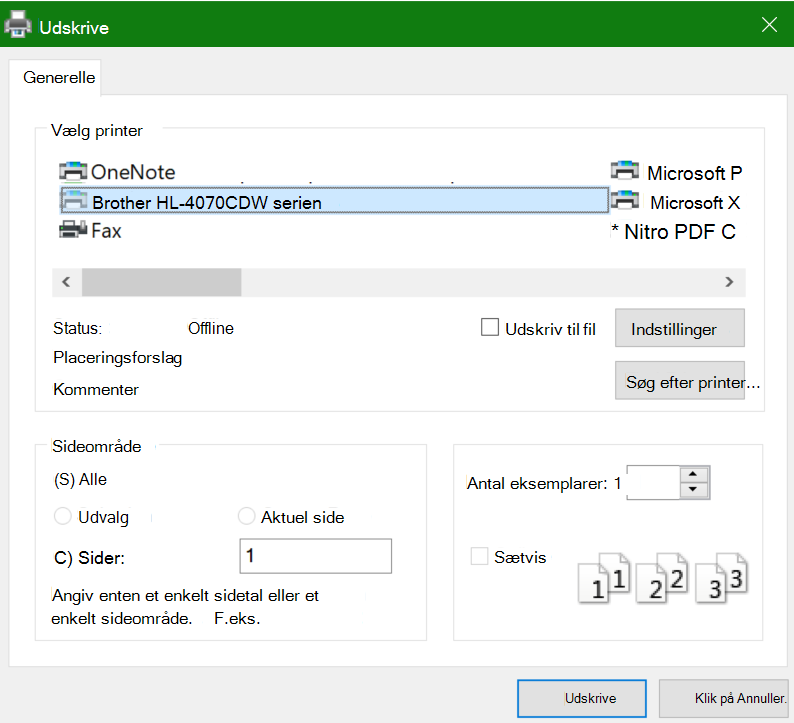 Udskrive
Generelle
Vælg printer
OneNote
Microsoft P
Brother HL-4070CDW serien
Microsoft X
Fax
* Nitro PDF C
Status:
Offline
Udskriv til fil
Indstillinger
Placeringsforslag
Søg efter printer...
Kommenter
Sideområde
(S) Alle
Antal eksemplarer: 1
Udvalg
Aktuel side
C) Sider:
1
Sætvis
1 1 2 2 3 3
Angiv enten et enkelt sidetal eller et
enkelt sideområde. F.eks.
Udskrive
Klik på Annuller.